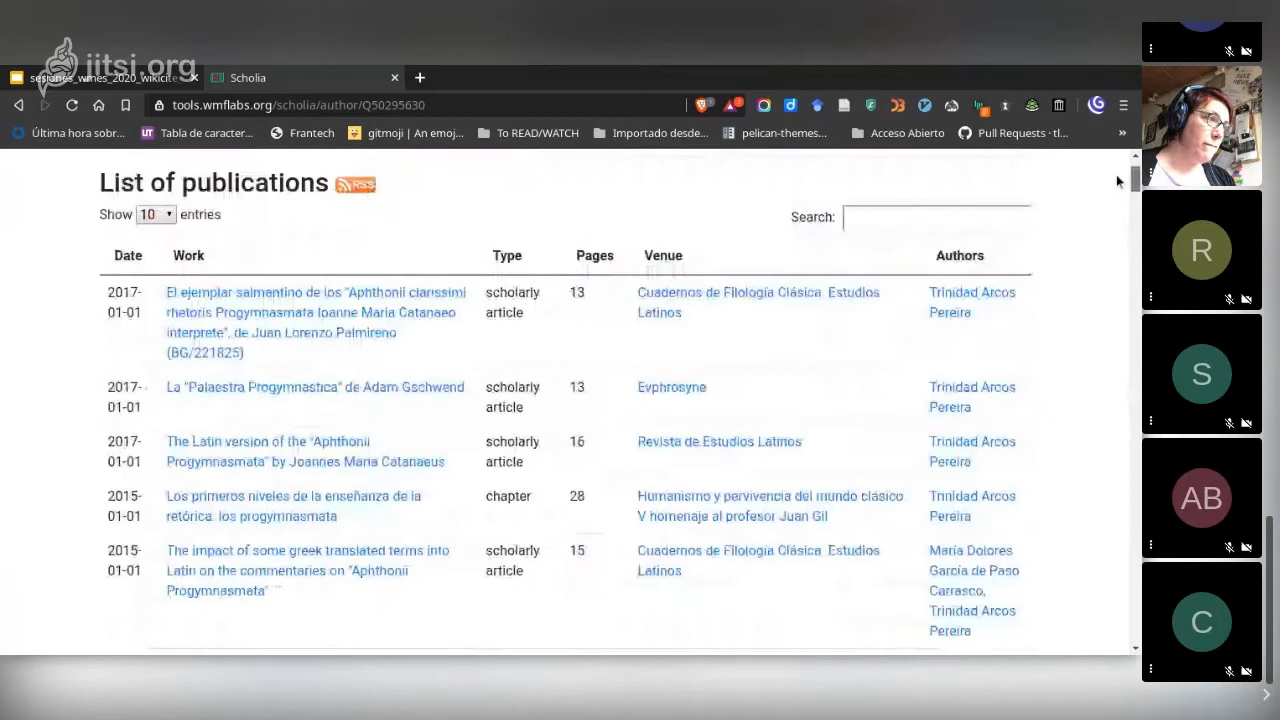 jitsi.org
sesiones_wmes_2020_wikicite
Scholia
tools.wmflabs.org/scholia/author/Q50295630
Última hora sobr...
Tabla de caracter...
Frantech
gitmoji | An emoj...
To READ/WATCH
Importado desde...
pelican-themes...
Acceso Abierto
Pull Requests · tl...
List of publications RSS
Show 10 entries
Search:
Date Work Type Pages Venue Authors
2017- El ejemplar salmantino de los "Aphthonii clarissimi scholarly 13 Cuadernos de Filología Clásica Estudios Trinidad Arcos
01-01 rhetoris Progymnasmata Ioanne Maria Catanaeo article Latinos Pereira
interprete", de Juan Lorenzo Palmireno
(BG/221825)
2017- La "Palaestra Progymnastica" de Adam Gschwend scholarly 13 Evphrosyne Trinidad Arcos
01-01 article Pereira
2017- The Latin version of the "Aphthonii scholarly 16 Revista de Estudios Latinos Trinidad Arcos
01-01 Progymnasmata" by Joannes Maria Catanaeus article Pereira
2015- Los primeros niveles de la enseñanza de la chapter 28 Humanismo y pervivencia del mundo clásico Trinidad Arcos
01-01 retórica: los progymnasmata V homenaje al profesor Juan Gil Pereira
2015- The impact of some greek translated terms into scholarly 15 Cuadernos de Filología Clásica Estudios María Dolores
01-01 Latin on the commentaries on "Aphthonii article Latinos García de Paso
Progymnasmata" Carrasco,
Trinidad Arcos
Pereira
R
S
AB
C